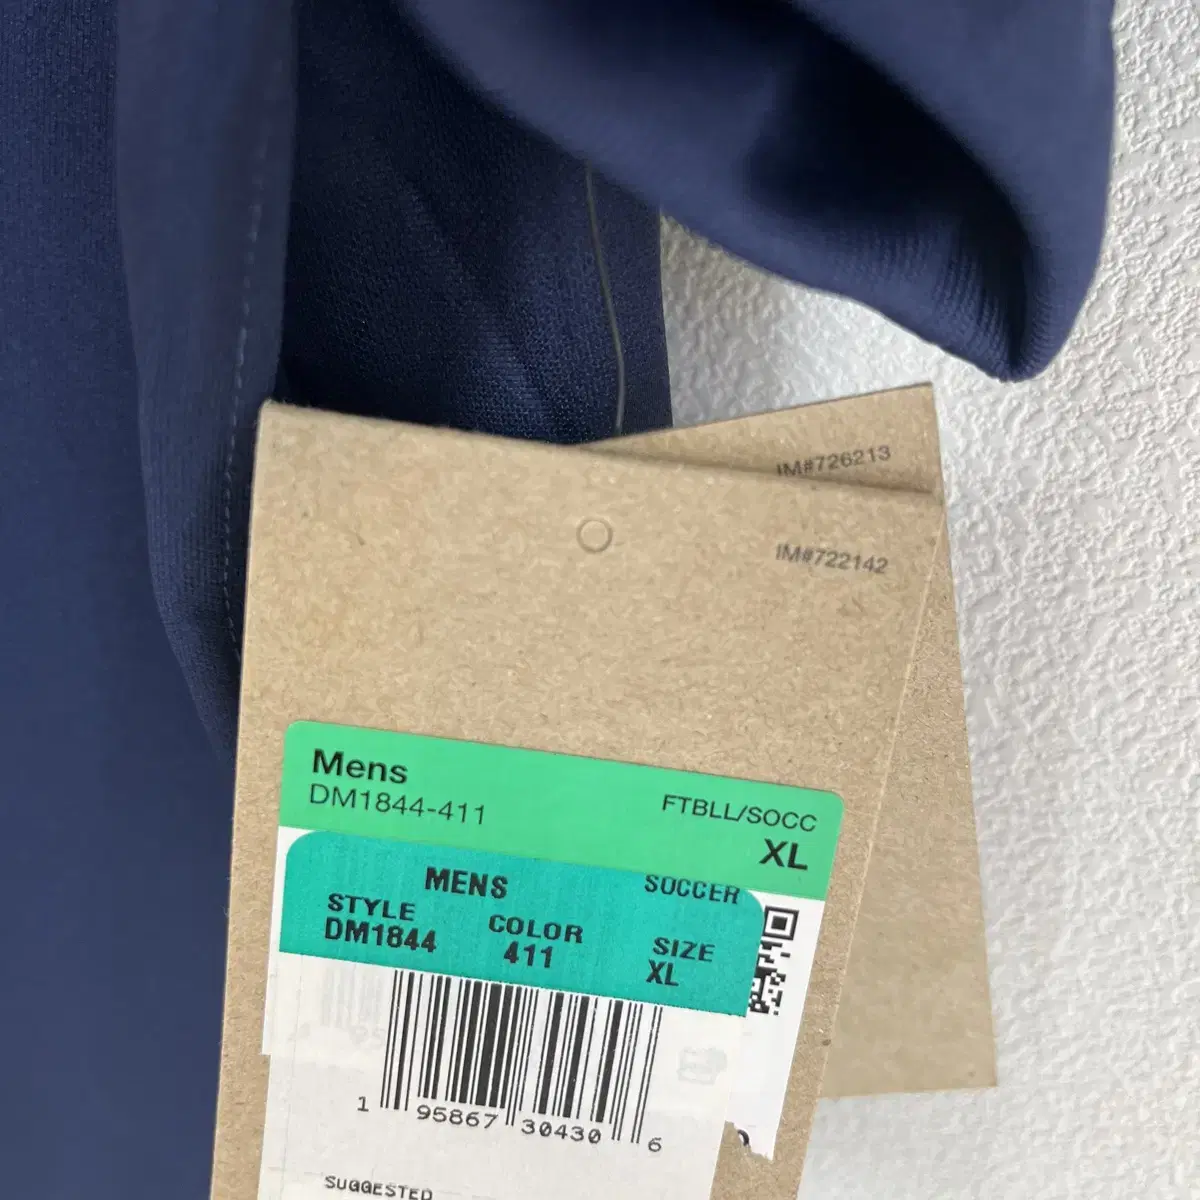 IM#726213
IM#722142
Mens
DM1844-411
FTBLL/SOCC
XL
MENS
SOCCER
STYLE
DM1844
COLOR
411
SIZE
XL
1 95867 30430 6
SUGGESTED